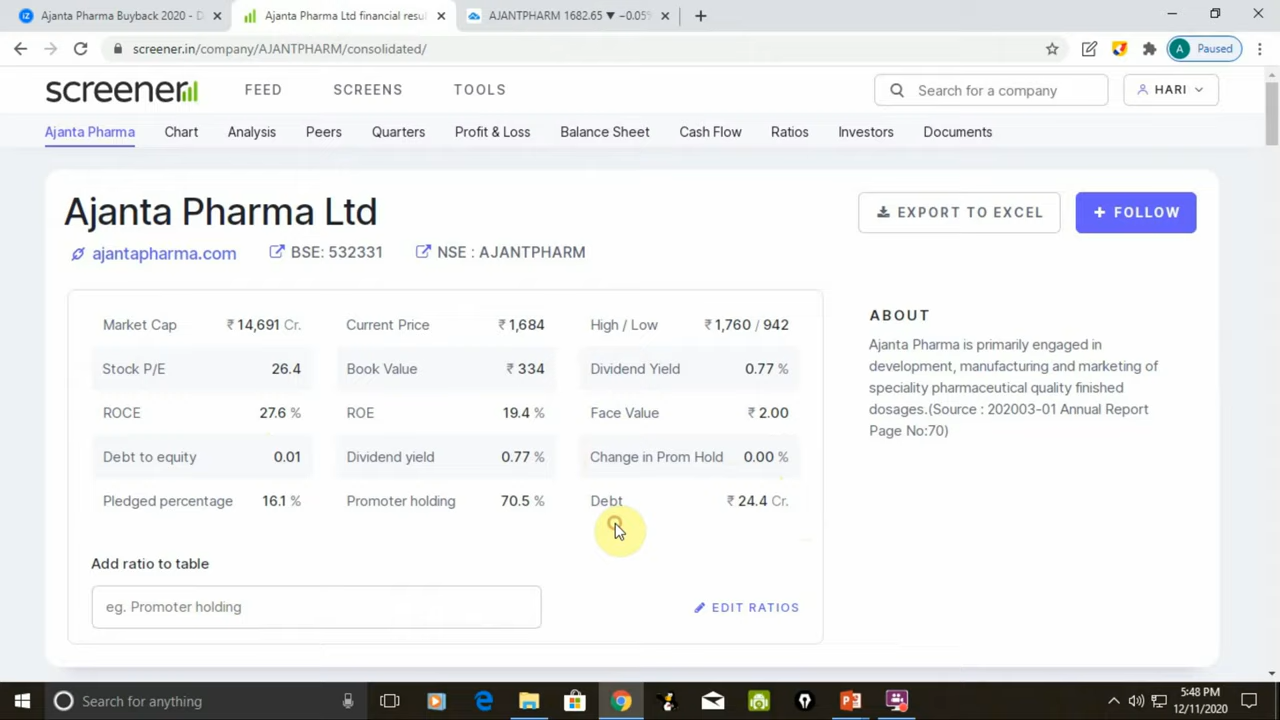 Ajanta Pharma Buyback 2020 - D
Ajanta Pharma Ltd financial resul
AJANTPHARM 1682.65 ▼ −0.05%
screener.in/company/AJANTPHARM/consolidated/
A Paused
screener
FEED SCREENS TOOLS
Search for a company
HARI
Ajanta Pharma Chart Analysis Peers Quarters Profit & Loss Balance Sheet Cash Flow Ratios Investors Documents
Ajanta Pharma Ltd
EXPORT TO EXCEL
+ FOLLOW
ajantapharma.com BSE: 532331 NSE : AJANTPHARM
Market Cap ₹ 14,691 Cr. Current Price ₹ 1,684 High / Low ₹ 1,760 / 942
Stock P/E 26.4 Book Value ₹ 334 Dividend Yield 0.77 %
ROCE 27.6 % ROE 19.4 % Face Value ₹ 2.00
Debt to equity 0.01 Dividend yield 0.77 % Change in Prom Hold 0.00 %
Pledged percentage 16.1 % Promoter holding 70.5 % Debt ₹ 24.4 Cr.
Add ratio to table
eg. Promoter holding
EDIT RATIOS
ABOUT
Ajanta Pharma is primarily engaged in
development, manufacturing and marketing of
speciality pharmaceutical quality finished
dosages.(Source : 202003-01 Annual Report
Page No:70)
Search for anything
5:48 PM
12/11/2020